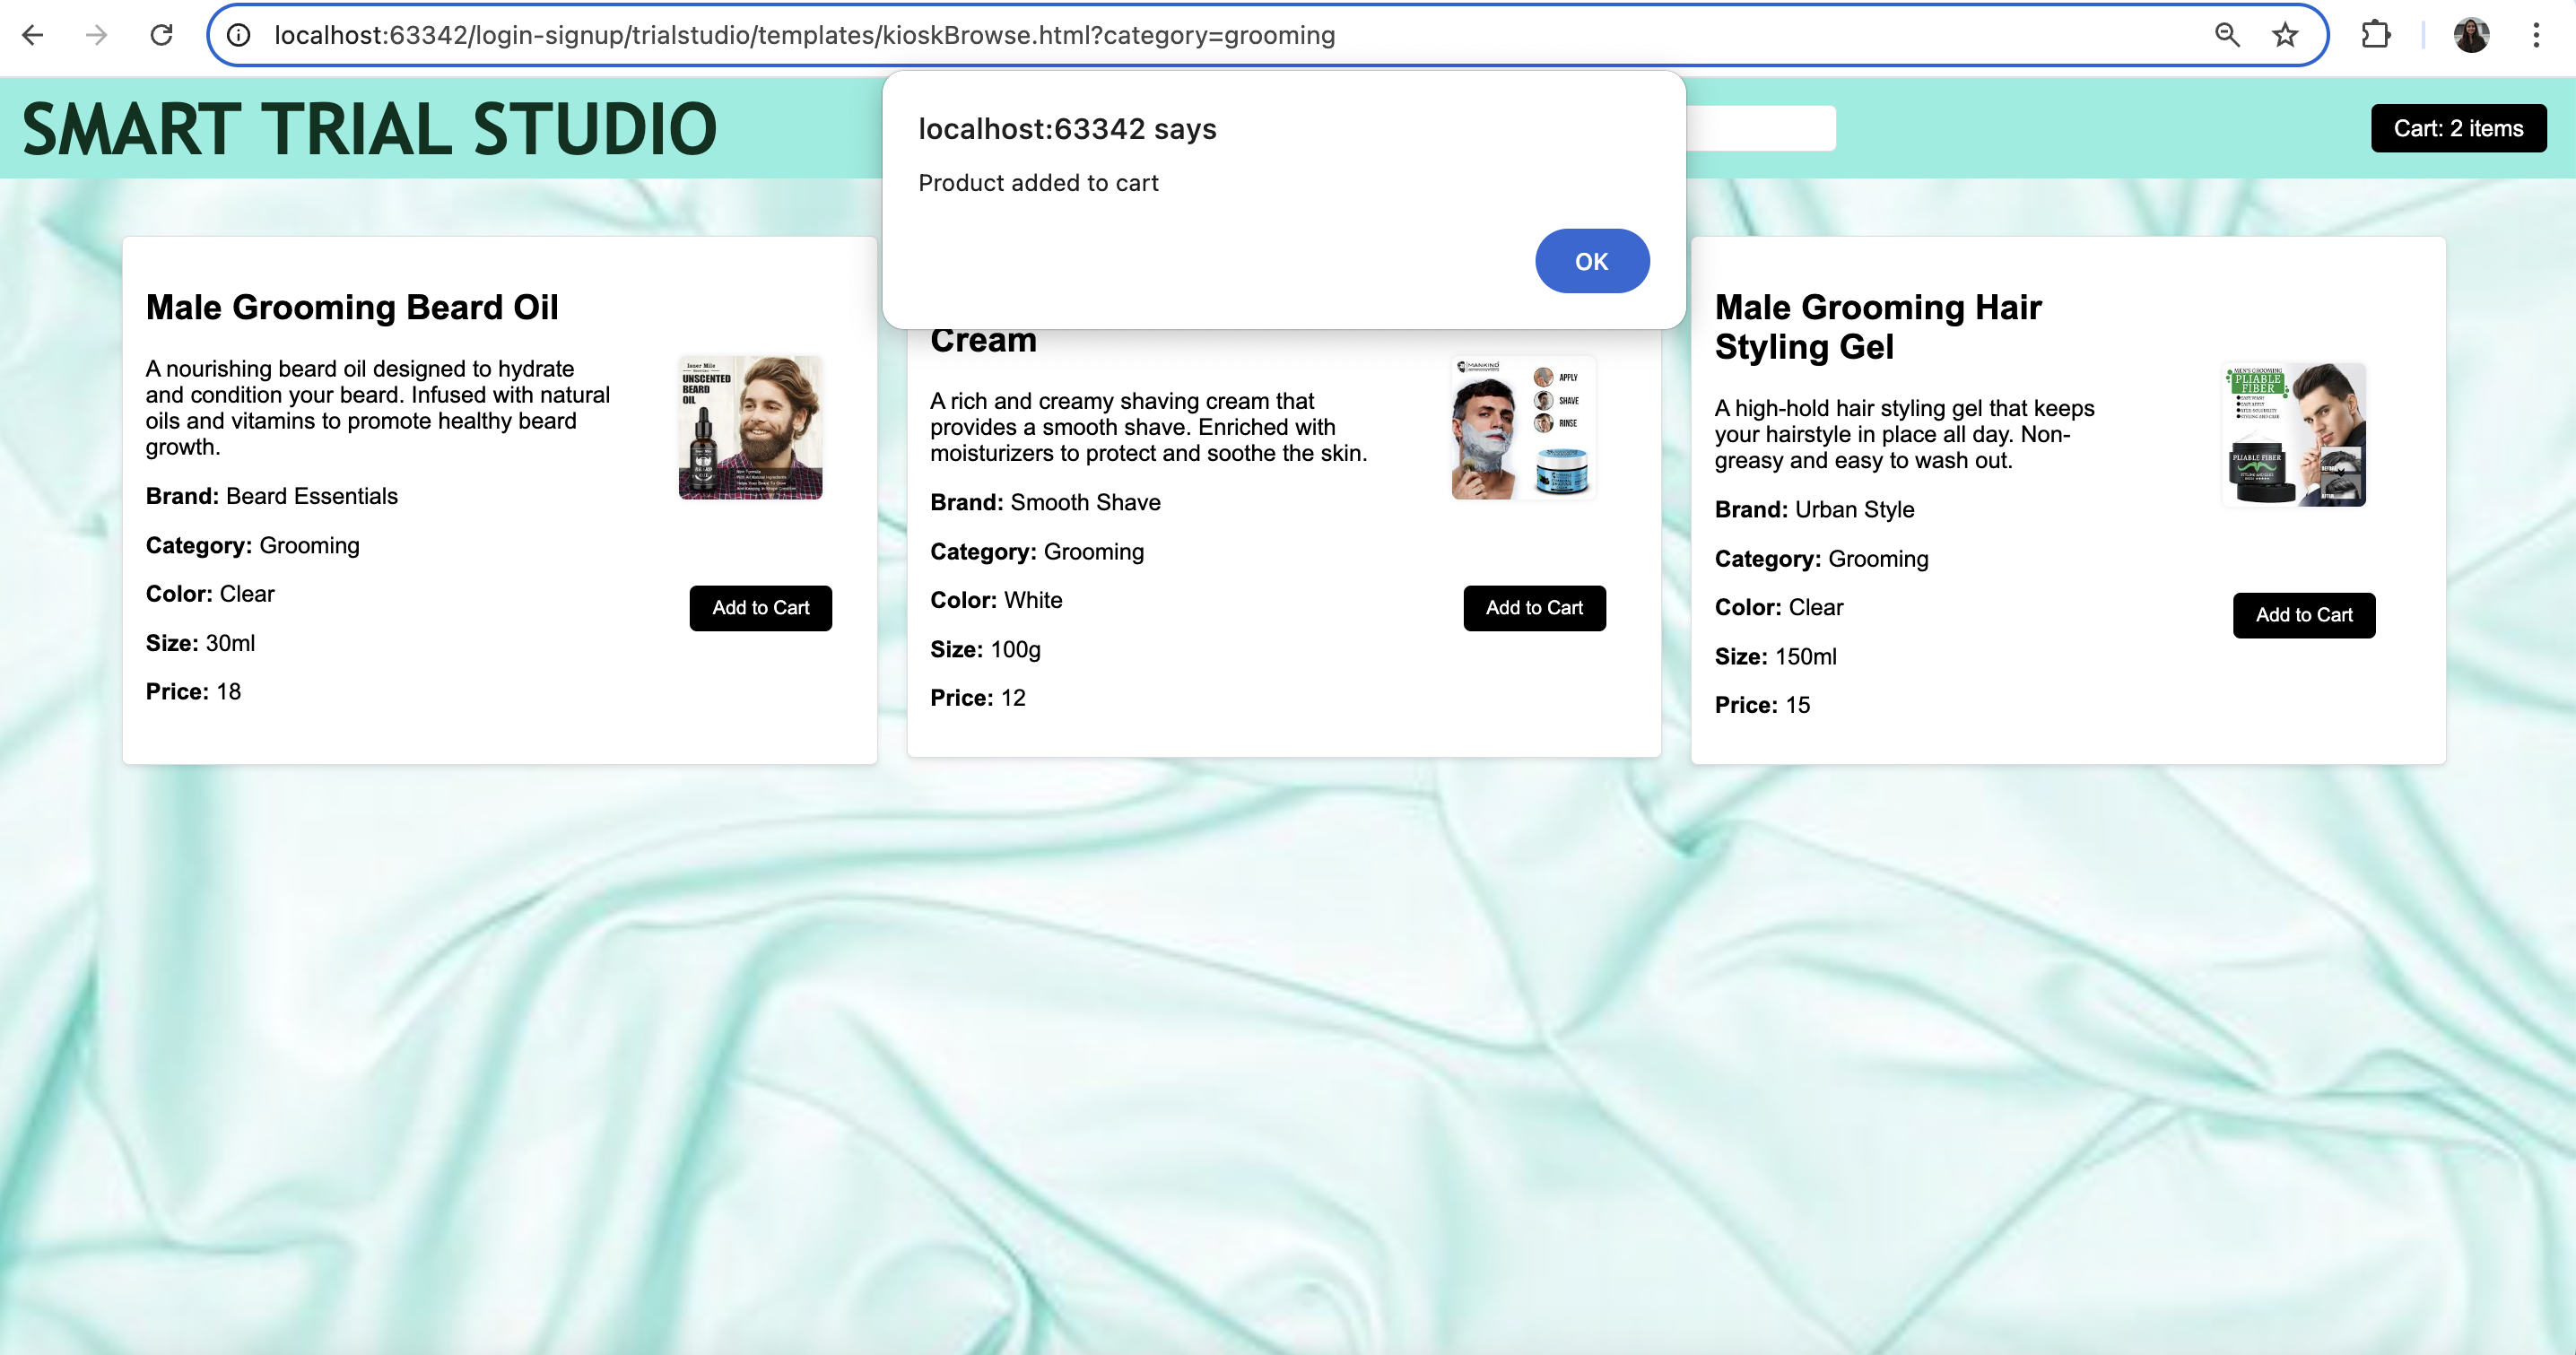 localhost:63342/login-signup/trialstudio/templates/kioskBrowse.html?category=grooming
SMART TRIAL STUDIO
localhost:63342 says
Product added to cart
OK
Cart: 2 items
Male Grooming Beard Oil
A nourishing beard oil designed to hydrate
and condition your beard. Infused with natural
oils and vitamins to promote healthy beard
growth.
Brand: Beard Essentials
Category: Grooming
Color: Clear
Size: 30ml
Price: 18
UNSCENTED
BEARD
OIL
Add to Cart
Cream
A rich and creamy shaving cream that
provides a smooth shave. Enriched with
moisturizers to protect and soothe the skin.
Brand: Smooth Shave
Category: Grooming
Color: White
Size: 100g
Price: 12
MANKIND
APPLY
SHAVE
RINSE
Add to Cart
Male Grooming Hair
Styling Gel
A high-hold hair styling gel that keeps
your hairstyle in place all day. Non-
greasy and easy to wash out.
Brand: Urban Style
Category: Grooming
Color: Clear
Size: 150ml
Price: 15
MEN'S GROOMING
PLIABLE
FIBER
PLIABLE FIBER
Add to Cart